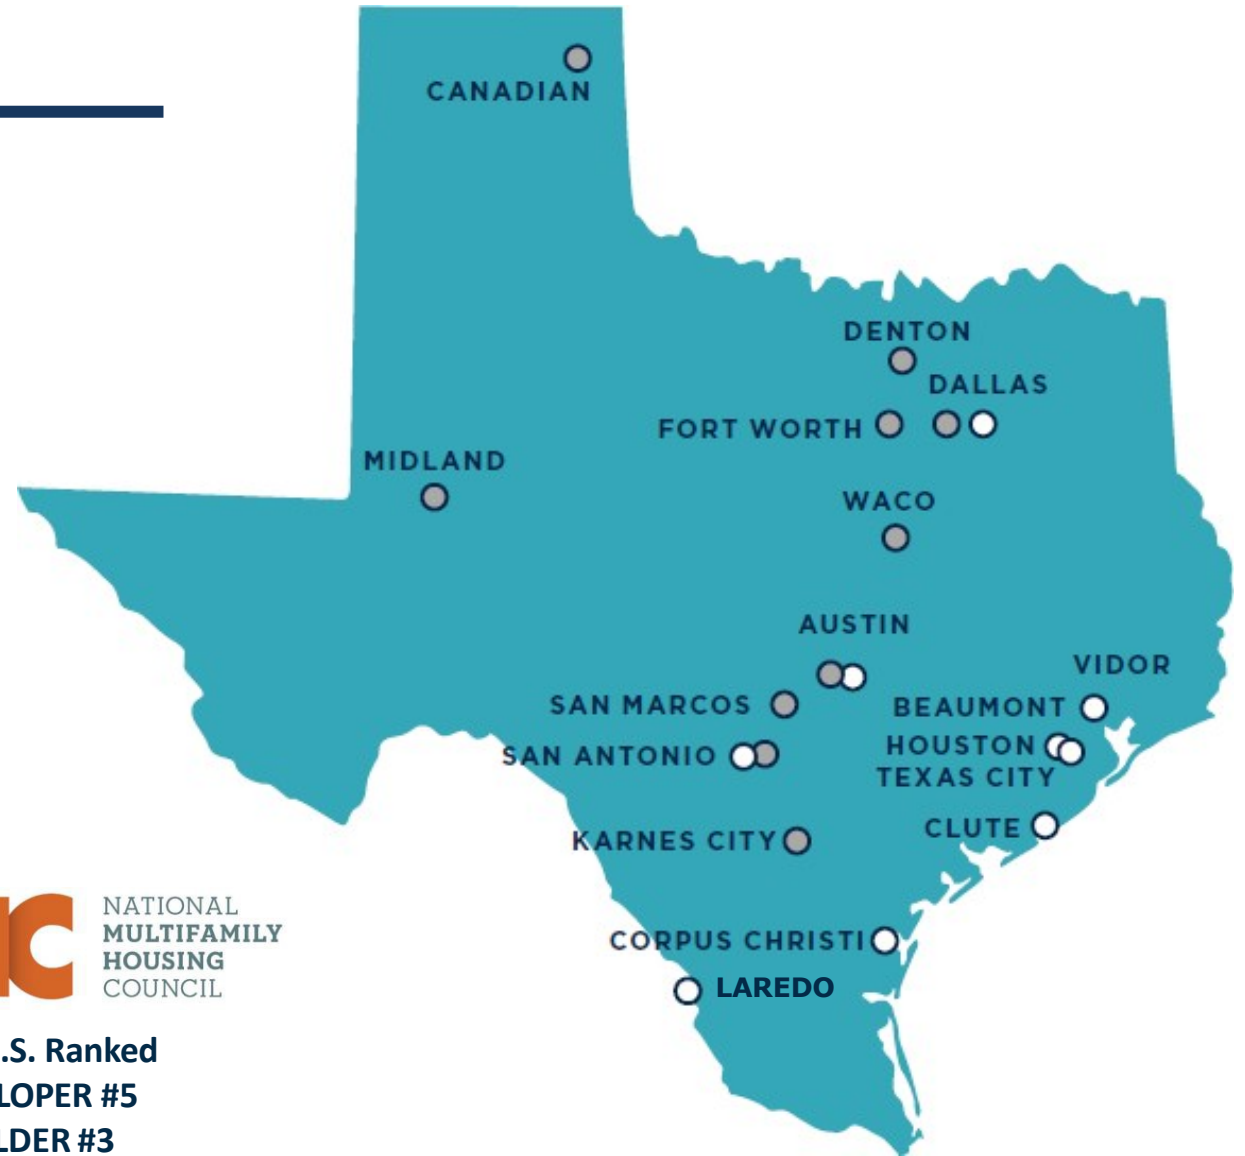 CANADIAN
DENTON
DALLAS
FORT WORTH
MIDLAND
WACO
AUSTIN
VIDOR
SAN MARCOS
BEAUMONT
HOUSTON
SAN ANTONIO
TEXAS CITY
CLUTE
KARNES CITY
CORPUS CHRISTI
LAREDO
NATIONAL
MULTIFAMILY
HOUSING
COUNCIL
.S. Ranked
LOPER #5
LDER #3